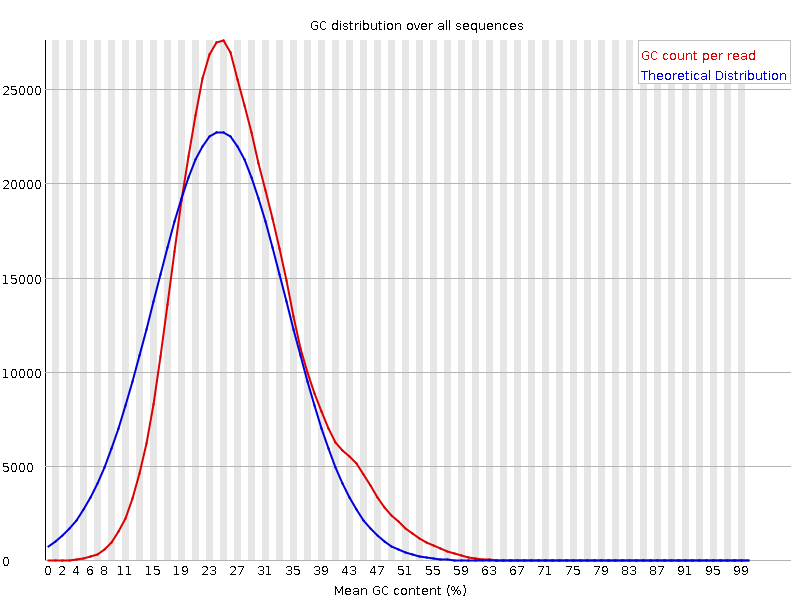 GC distribution over all sequences
GC count per read
Theoretical Distribution
25000
20000
15000
10000
5000
0
0 2 4 6 8 11 15 19 23 27 31 35 39 43 47 51 55 59 63 67 71 75 79 83 87 91 95 99
Mean GC content (%)